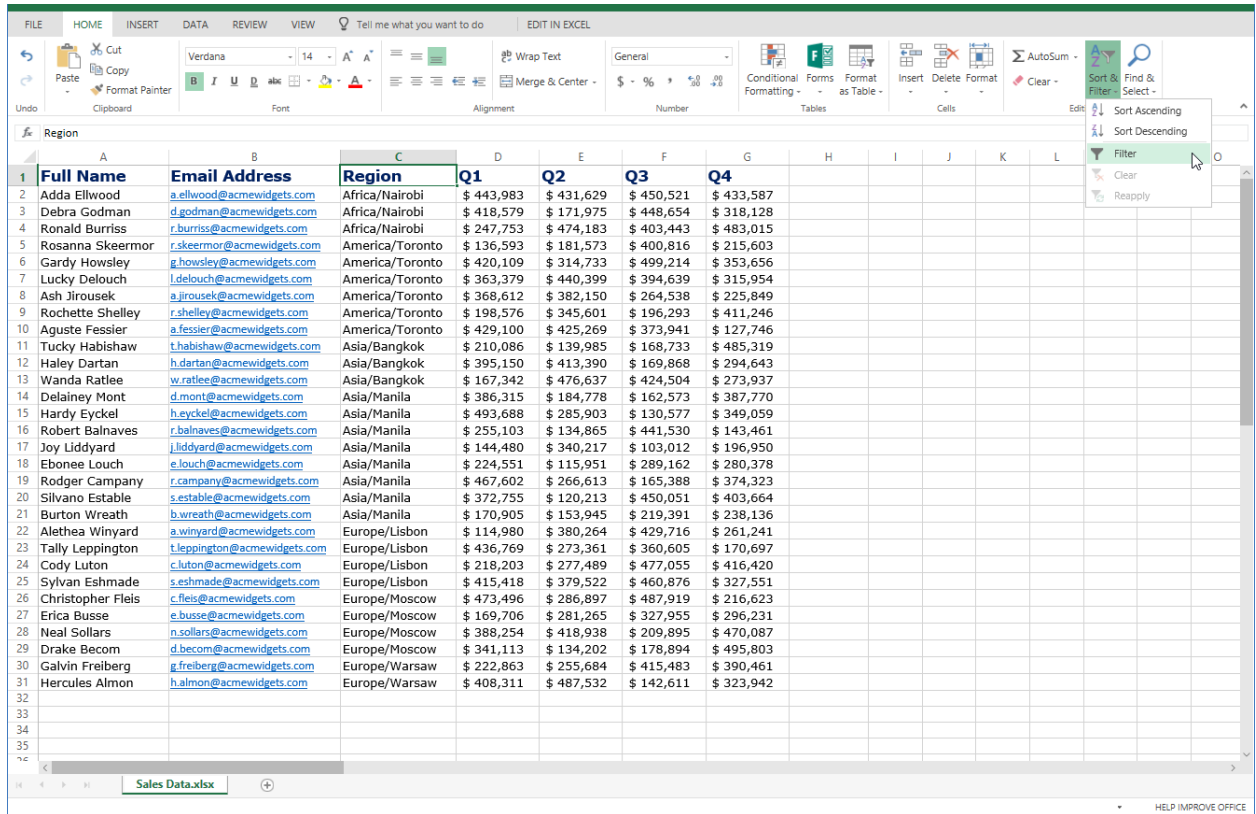 FILE HOME INSERT DATA REVIEW VIEW Tell me what you want to do EDIT IN EXCEL
Cut
Copy
Format Painter
Paste
Undo
Clipboard
Verdana 14 A A
B I U D abc A
Font
ab Wrap Text
Merge & Center
Alignment
General
$ % , .00 .00
Number
Conditional Formatting
Forms
Format as Table
Tables
Insert Delete Format
Cells
AutoSum
Clear
Sort & Filter
Find & Select
Edit
Sort Ascending
Sort Descending
Filter
Clear
Reapply
fx Region
A B C D E F G H I J K L O
1 Full Name Email Address Region Q1 Q2 Q3 Q4
2 Adda Ellwood a.ellwood@acmewidgets.com Africa/Nairobi $ 443,983 $ 431,629 $ 450,521 $ 433,587
3 Debra Godman d.godman@acmewidgets.com Africa/Nairobi $ 418,579 $ 171,975 $ 448,654 $ 318,128
4 Ronald Burriss r.burriss@acmewidgets.com Africa/Nairobi $ 247,753 $ 474,183 $ 403,443 $ 483,015
5 Rosanna Skeermor r.skeermor@acmewidgets.com America/Toronto $ 136,593 $ 181,573 $ 400,816 $ 215,603
6 Gardy Howsley g.howsley@acmewidgets.com America/Toronto $ 420,109 $ 314,733 $ 499,214 $ 353,656
7 Lucky Delouch l.delouch@acmewidgets.com America/Toronto $ 363,379 $ 440,399 $ 394,639 $ 315,954
8 Ash Jirousek a.jirousek@acmewidgets.com America/Toronto $ 368,612 $ 382,150 $ 264,538 $ 225,849
9 Rochette Shelley r.shelley@acmewidgets.com America/Toronto $ 198,576 $ 345,601 $ 196,293 $ 411,246
10 Aguste Fessier a.fessier@acmewidgets.com America/Toronto $ 429,100 $ 425,269 $ 373,941 $ 127,746
11 Tucky Habishaw t.habishaw@acmewidgets.com Asia/Bangkok $ 210,086 $ 139,985 $ 168,733 $ 485,319
12 Haley Dartan h.dartan@acmewidgets.com Asia/Bangkok $ 395,150 $ 413,390 $ 169,868 $ 294,643
13 Wanda Ratlee w.ratlee@acmewidgets.com Asia/Bangkok $ 167,342 $ 476,637 $ 424,504 $ 273,937
14 Delainey Mont d.mont@acmewidgets.com Asia/Manila $ 386,315 $ 184,778 $ 162,573 $ 387,770
15 Hardy Eyckel h.eyckel@acmewidgets.com Asia/Manila $ 493,688 $ 285,903 $ 130,577 $ 349,059
16 Robert Balnaves r.balnaves@acmewidgets.com Asia/Manila $ 255,103 $ 134,865 $ 441,530 $ 143,461
17 Joy Liddyard j.liddyard@acmewidgets.com Asia/Manila $ 144,480 $ 340,217 $ 103,012 $ 196,950
18 Ebonee Louch e.louch@acmewidgets.com Asia/Manila $ 224,551 $ 115,951 $ 289,162 $ 280,378
19 Rodger Campany r.campany@acmewidgets.com Asia/Manila $ 467,602 $ 266,613 $ 165,388 $ 374,323
20 Silvano Estable s.estable@acmewidgets.com Asia/Manila $ 372,755 $ 120,213 $ 450,051 $ 403,664
21 Burton Wreath b.wreath@acmewidgets.com Asia/Manila $ 170,905 $ 153,945 $ 219,391 $ 238,136
22 Alethea Winyard a.winyard@acmewidgets.com Europe/Lisbon $ 114,980 $ 380,264 $ 429,716 $ 261,241
23 Tally Leppington t.leppington@acmewidgets.com Europe/Lisbon $ 436,769 $ 273,361 $ 360,605 $ 170,697
24 Cody Luton c.luton@acmewidgets.com Europe/Lisbon $ 218,203 $ 277,489 $ 477,055 $ 416,420
25 Sylvan Eshmade s.eshmade@acmewidgets.com Europe/Lisbon $ 415,418 $ 379,522 $ 460,876 $ 327,551
26 Christopher Fleis c.fleis@acmewidgets.com Europe/Moscow $ 473,496 $ 286,897 $ 487,919 $ 216,623
27 Erica Busse e.busse@acmewidgets.com Europe/Moscow $ 169,706 $ 281,265 $ 327,955 $ 296,231
28 Neal Sollars n.sollars@acmewidgets.com Europe/Moscow $ 388,254 $ 418,938 $ 209,895 $ 470,087
29 Drake Becom d.becom@acmewidgets.com Europe/Moscow $ 341,113 $ 134,202 $ 178,894 $ 495,803
30 Galvin Freiberg g.freiberg@acmewidgets.com Europe/Warsaw $ 222,863 $ 255,684 $ 415,483 $ 390,461
31 Hercules Almon h.almon@acmewidgets.com Europe/Warsaw $ 408,311 $ 487,532 $ 142,611 $ 323,942
32
33
34
35
Sales Data.xlsx
HELP IMPROVE OFFICE